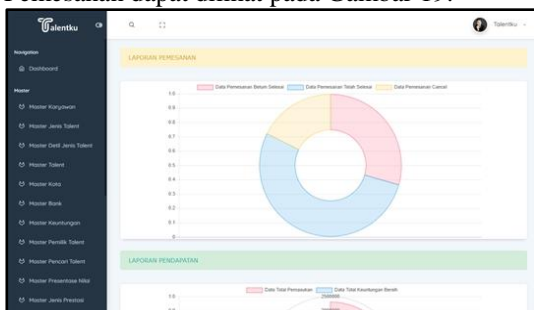 Pemesanan dapat dilihat pada Gambar 19.
Talentku
Talentku
Navigation
Dashboard
Master
Master Karyawan
Master Jenis Talent
Master Detil Jenis Talent
Master Talent
Master Kota
Master Bank
Master Keuntungan
Master Pemilik Talent
Master Pencari Talent
Master Presentase Nilai
Master Jenis Prestasi
LAPORAN PEMESANAN
Data Pemesanan Belum Selesai Data Pemesanan Telah Selesai Data Pemesanan Cancel
1.0
0.9
0.8
0.7
0.6
0.5
0.4
0.3
0.2
0.1
0
LAPORAN PENDAPATAN
Data Total Pemasukan Data Total Keuntungan Bersih
1.0